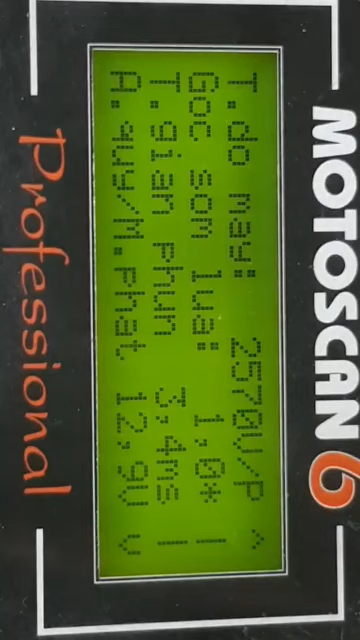 MOTOSCAN 6
T.do may: 2570V/P ^
Goc som lua: 1,0* |
T.gian phun 3,4ms |
A.quy/M.Phat 12,9V v
Professional